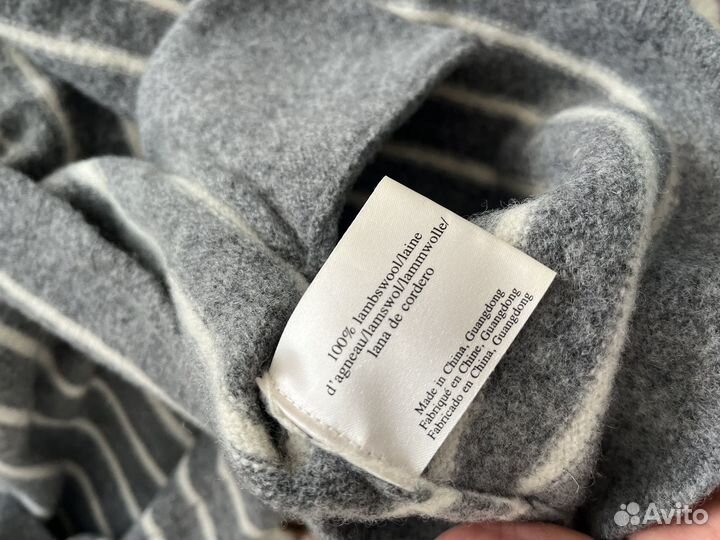 100% lambswool/laine
d'agneau/lamswol/lammwolle/
lana de cordero
Made in China, Guangdong
Fabriqué en Chine, Guangdong
Fabricado en China, Guangdong
Avito